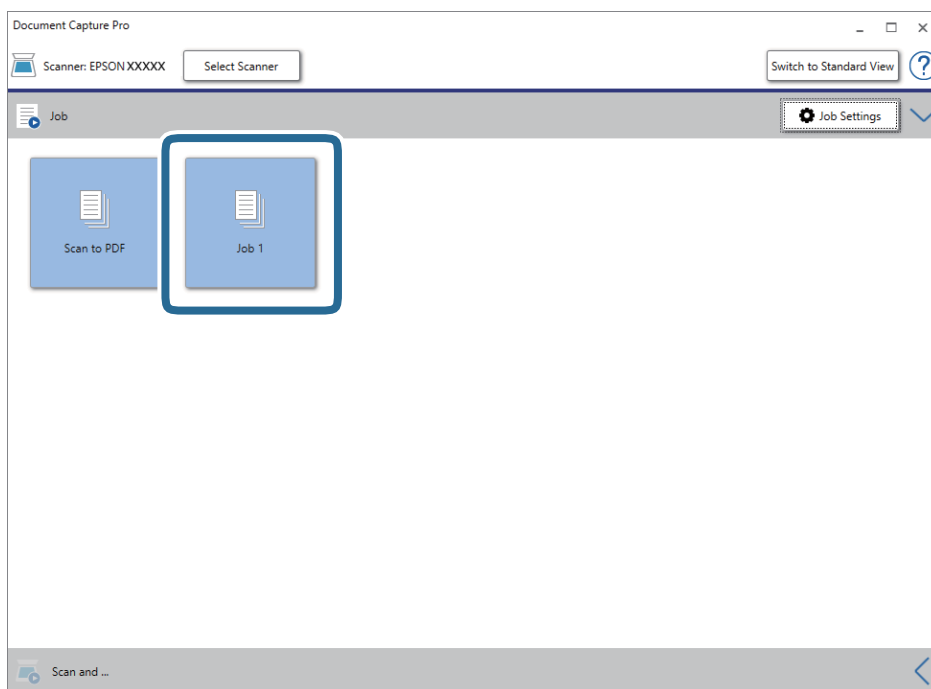 Document Capture Pro
Scanner: EPSON XXXXX
Select Scanner
Switch to Standard View
?
Job
Job Settings
Scan to PDF
Job 1
Scan and ...